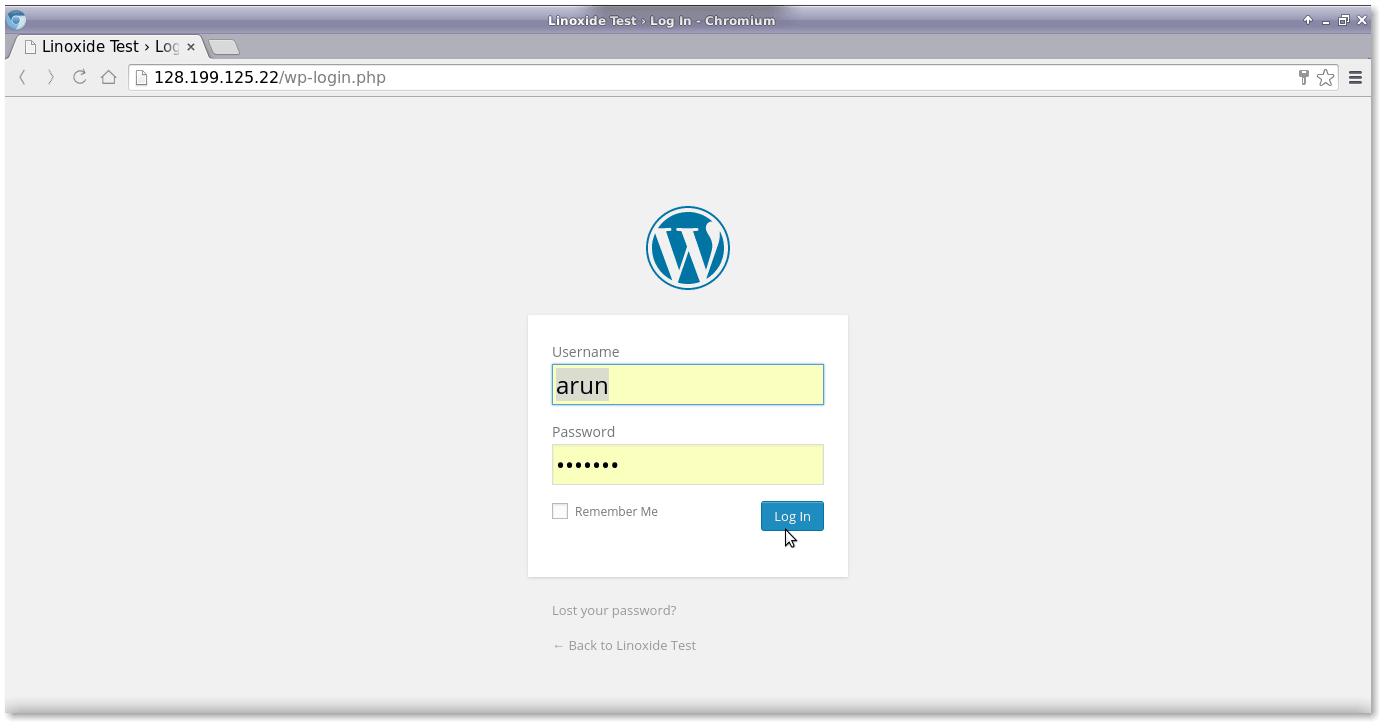 Linoxide Test › Log In - Chromium
Linoxide Test › Log
128.199.125.22/wp-login.php
Username
arun
Password
•••••••
Remember Me
Log In
Lost your password?
← Back to Linoxide Test